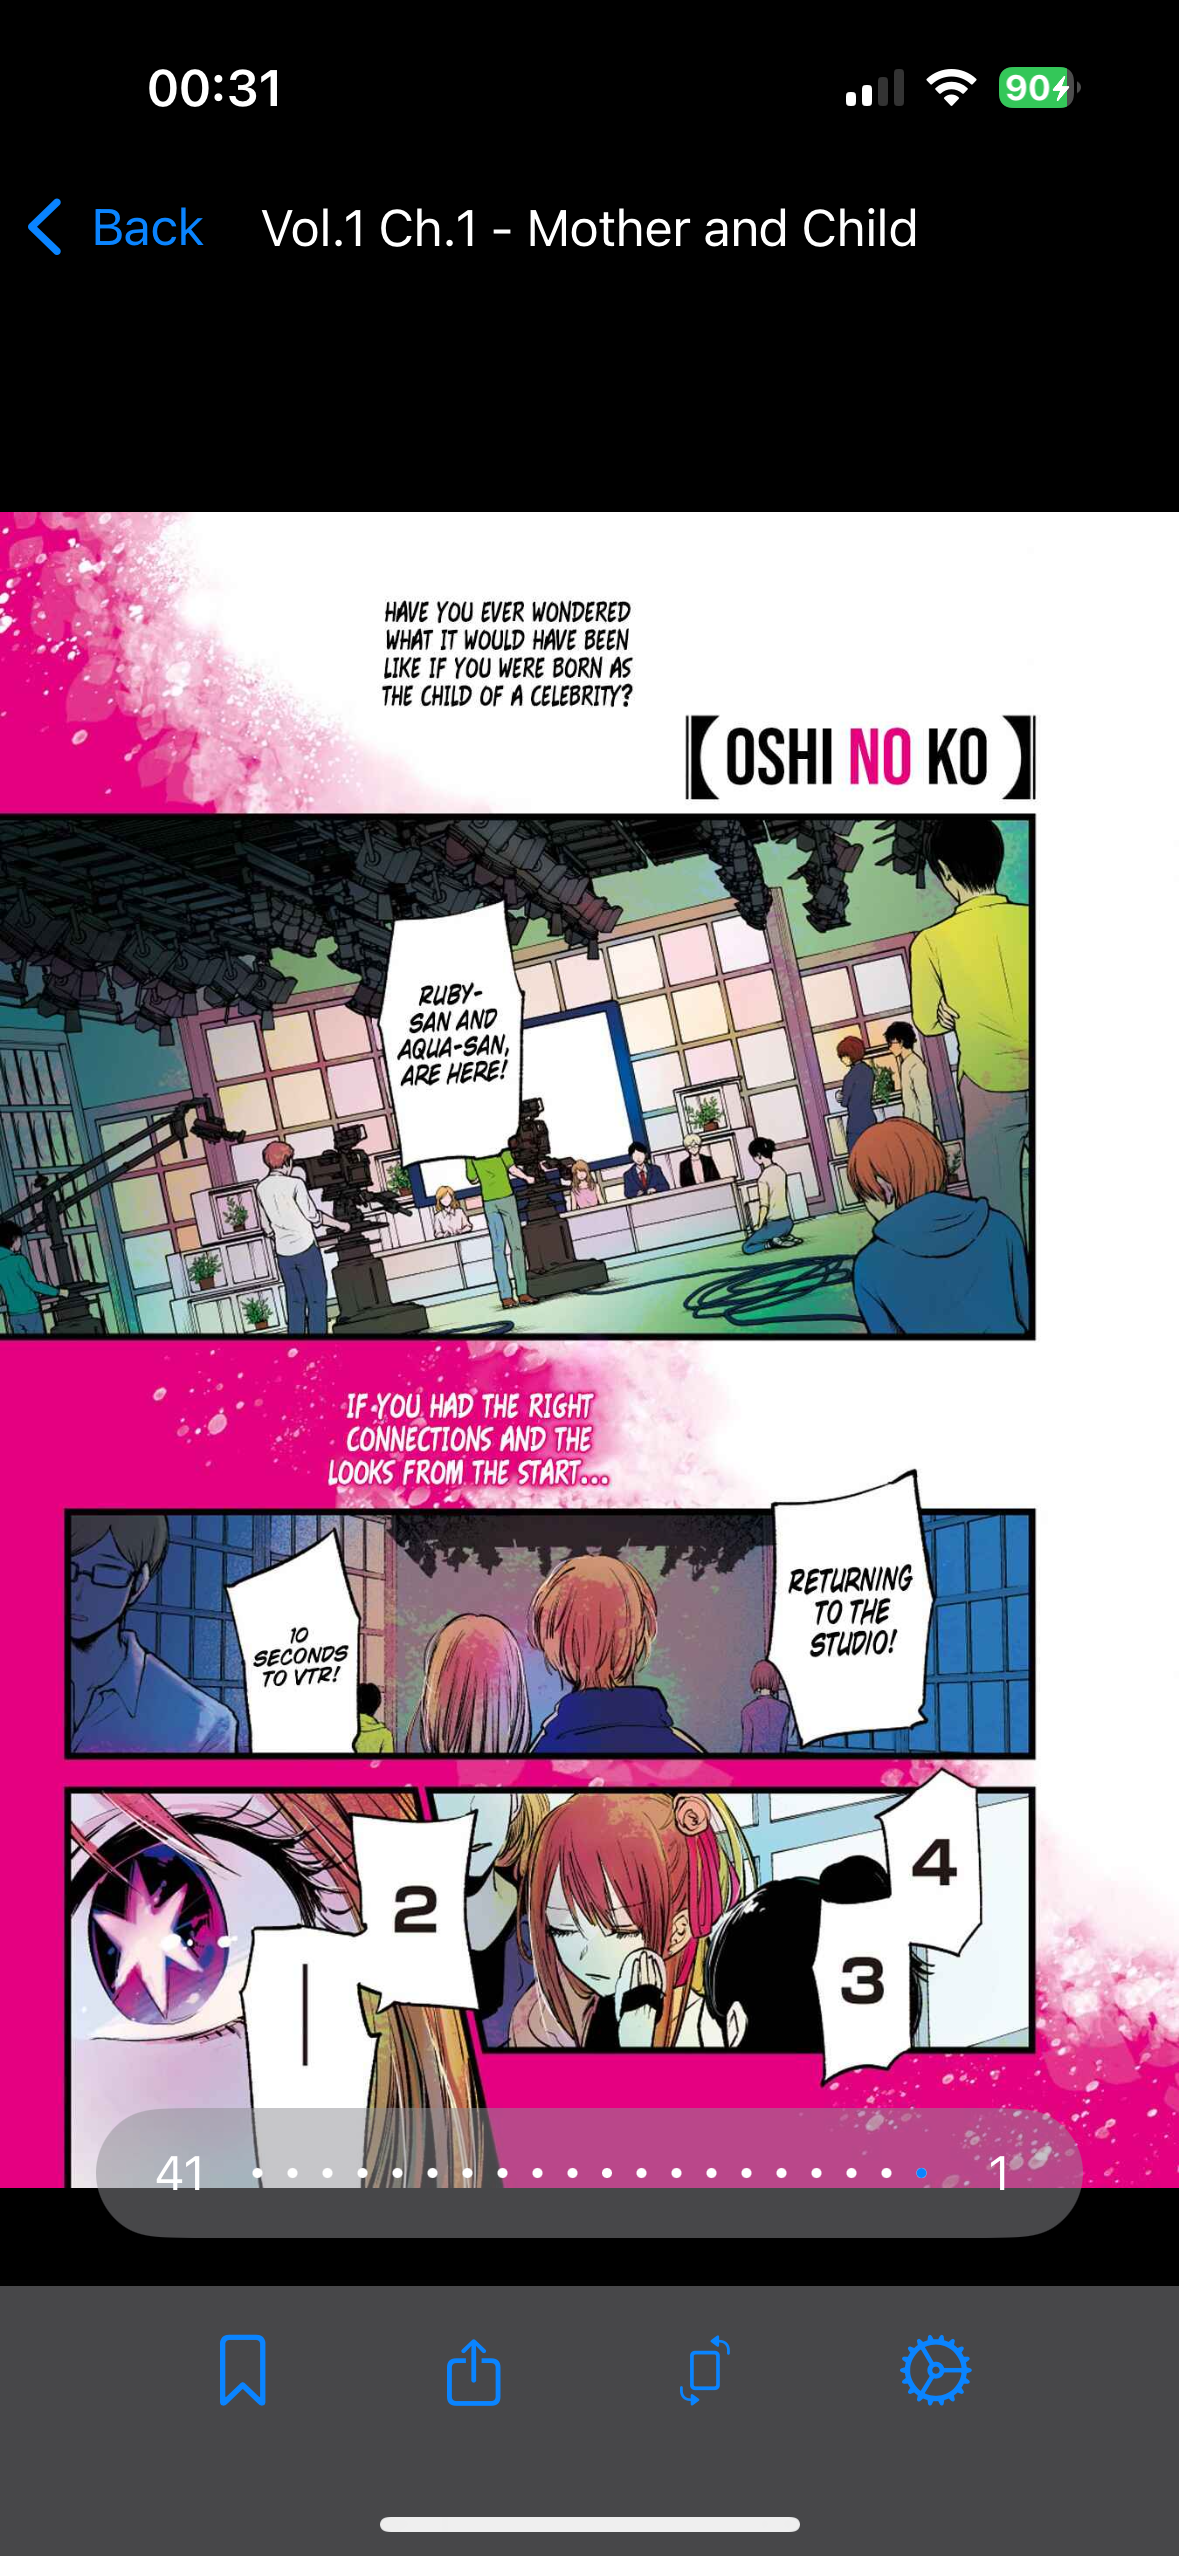 00:31
90
Back
Vol.1 Ch.1 - Mother and Child
HAVE YOU EVER WONDERED
WHAT IT WOULD HAVE BEEN
LIKE IF YOU WERE BORN AS
THE CHILD OF A CELEBRITY?
【OSHI NO KO】
RUBY-
SAN AND
AQUA-SAN,
ARE HERE!
IF YOU HAD THE RIGHT
CONNECTIONS AND THE
LOOKS FROM THE START...
RETURNING
TO THE
STUDIO!
10
SECONDS
TO VTR!
4
3
2
1
41
1